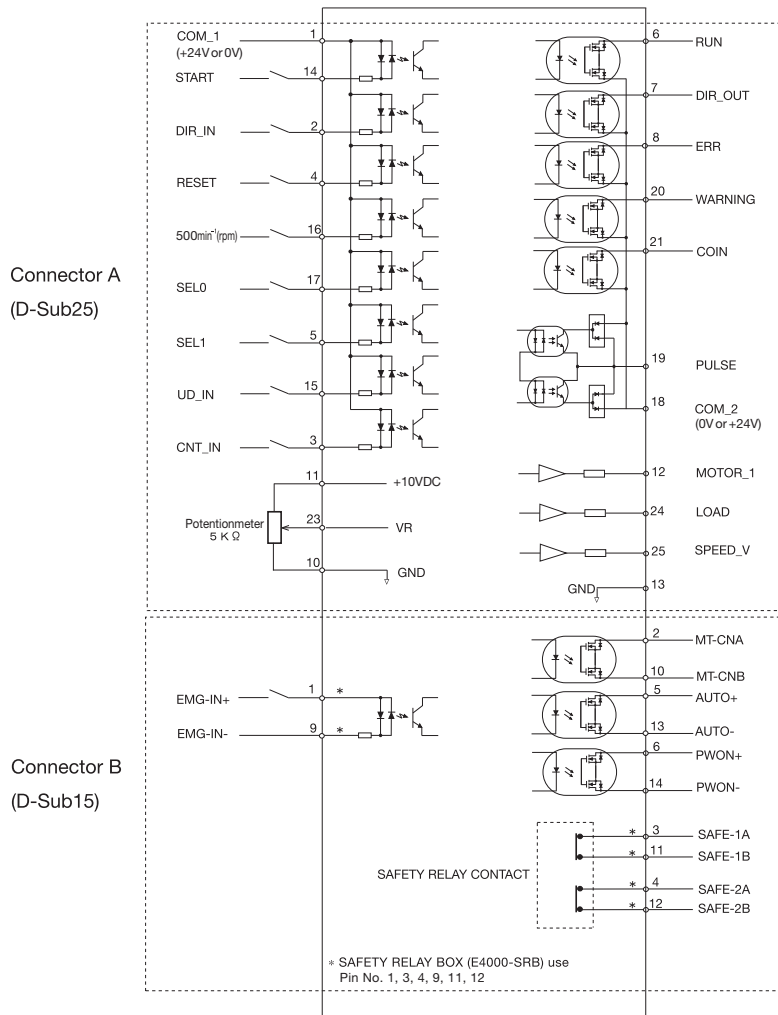 Connector A
(D-Sub25)
COM_1
(+24V or 0V)
1
START
14
DIR_IN
2
RESET
4
500min⁻¹(rpm)
16
SEL0
17
SEL1
5
UD_IN
15
CNT_IN
3
11
+10VDC
Potentionmeter
5 K Ω
23
VR
10
GND
6
RUN
7
DIR_OUT
8
ERR
20
WARNING
21
COIN
19
PULSE
18
COM_2
(0V or +24V)
12
MOTOR_1
24
LOAD
25
SPEED_V
GND
13
Connector B
(D-Sub15)
EMG-IN+
1
*
EMG-IN-
9
*
2
MT-CNA
10
MT-CNB
5
AUTO+
13
AUTO-
6
PWON+
14
PWON-
SAFETY RELAY CONTACT
* 3
SAFE-1A
* 11
SAFE-1B
* 4
SAFE-2A
* 12
SAFE-2B
* SAFETY RELAY BOX (E4000-SRB) use
Pin No. 1, 3, 4, 9, 11, 12